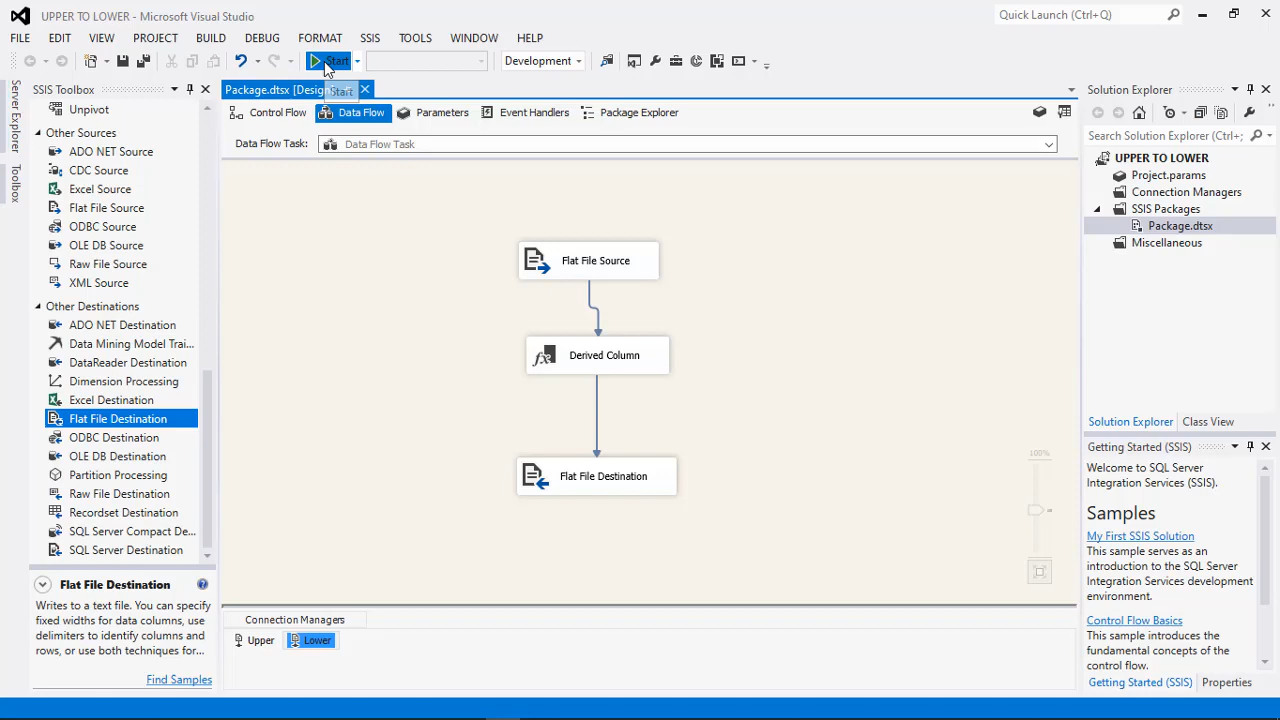 UPPER TO LOWER - Microsoft Visual Studio
Quick Launch (Ctrl+Q)
FILE EDIT VIEW PROJECT BUILD DEBUG FORMAT SSIS TOOLS WINDOW HELP
Start Development
Start
SSIS Toolbox
Package.dtsx [Design]
Solution Explorer
Server Explorer
Toolbox
Unpivot
Other Sources
ADO NET Source
CDC Source
Excel Source
Flat File Source
ODBC Source
OLE DB Source
Raw File Source
XML Source
Other Destinations
ADO NET Destination
Data Mining Model Trai...
DataReader Destination
Dimension Processing
Excel Destination
Flat File Destination
ODBC Destination
OLE DB Destination
Partition Processing
Raw File Destination
Recordset Destination
SQL Server Compact De...
SQL Server Destination
Flat File Destination
Writes to a text file. You can specify
fixed widths for data columns, use
delimiters to identify columns and
rows, or use both techniques for...
Find Samples
Control Flow Data Flow Parameters Event Handlers Package Explorer
Data Flow Task: Data Flow Task
Flat File Source
Derived Column
Flat File Destination
100%
Connection Managers
Upper Lower
Search Solution Explorer (Ctrl+;)
UPPER TO LOWER
Project.params
Connection Managers
SSIS Packages
Package.dtsx
Miscellaneous
Solution Explorer Class View
Getting Started (SSIS)
Welcome to SQL Server
Integration Services (SSIS).
Samples
My First SSIS Solution
This sample serves as an
introduction to the SQL Server
Integration Services development
environment.
Control Flow Basics
This sample introduces the
fundamental concepts of the
control flow.
Getting Started (SSIS) Properties